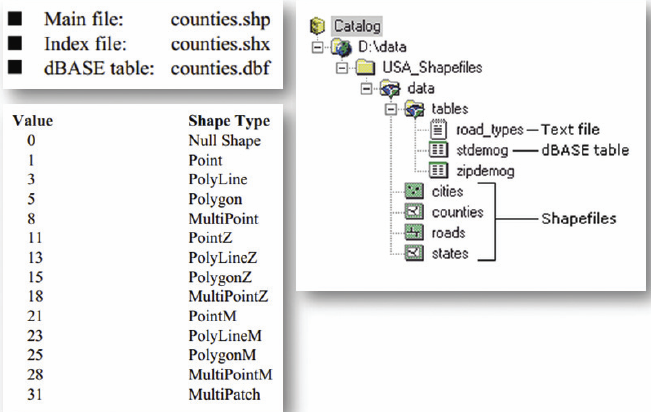 Main file: counties.shp
Index file: counties.shx
dBASE table: counties.dbf
Value Shape Type
0 Null Shape
1 Point
3 PolyLine
5 Polygon
8 MultiPoint
11 PointZ
13 PolyLineZ
15 PolygonZ
18 MultiPointZ
21 PointM
23 PolyLineM
25 PolygonM
28 MultiPointM
31 MultiPatch
Catalog
D:\data
USA_Shapefiles
data
tables
road_types Text file
stdemog dBASE table
zipdemog
cities
counties
Shapefiles
roads
states